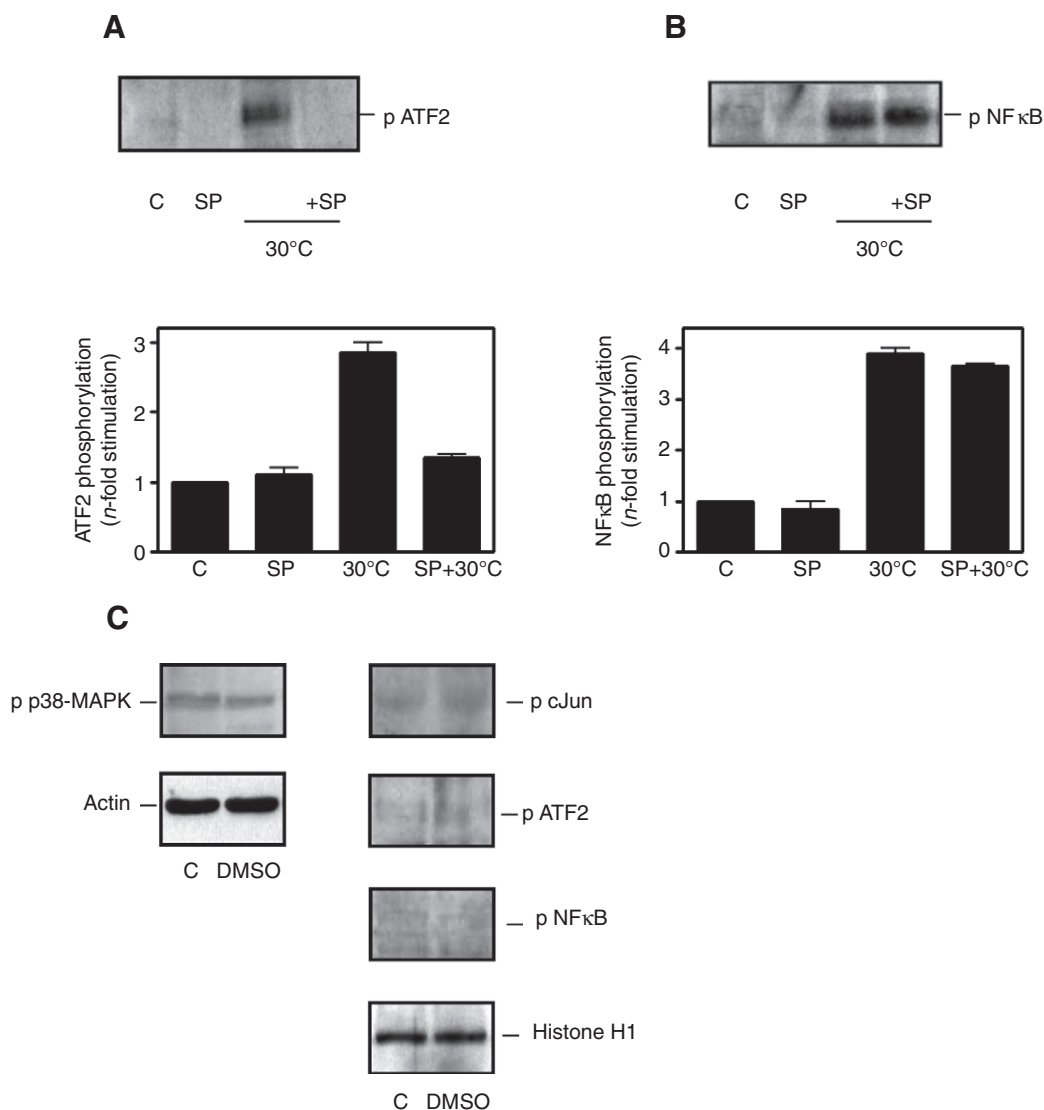 A
p ATF2
C SP +SP
30°C
ATF2 phosphorylation
(n-fold stimulation)
3
2
1
0
C SP 30°C SP+30°C
B
p NFκB
C SP +SP
30°C
NFκB phosphorylation
(n-fold stimulation)
4
3
2
1
0
C SP 30°C SP+30°C
C
p p38-MAPK
Actin
C DMSO
p cJun
p ATF2
p NFκB
Histone H1
C DMSO